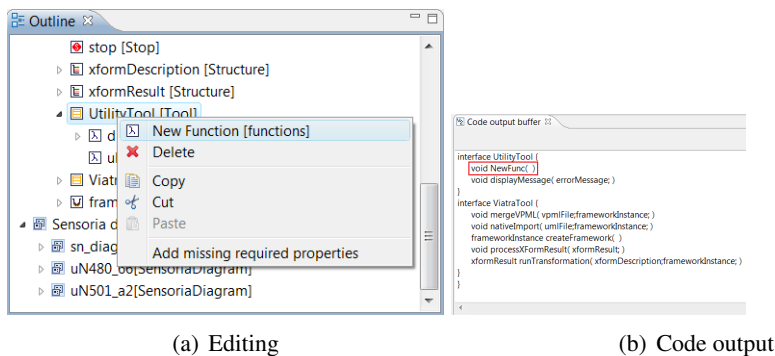 Outline
stop [Stop]
xformDescription [Structure]
xformResult [Structure]
UtilityTool [Tool]
d
New Function [functions]
ul
Delete
Viatr
Copy
fram
Cut
Sensoria d
Paste
sn_diag
Add missing required properties
uN480_66[SensoriaDiagram]
uN501_a2[SensoriaDiagram]
Code output buffer
interface UtilityTool {
void NewFunc( )
void displayMessage( errorMessage; )
}
interface ViatraTool {
void mergeVPML( vpmlFile;frameworkInstance; )
void nativeImport( umlFile;frameworkInstance; )
frameworkInstance createFramework( )
void processXFormResult( xformResult; )
xformResult runTransformation( xformDescription;frameworkInstance; )
}
}
(a) Editing
(b) Code output